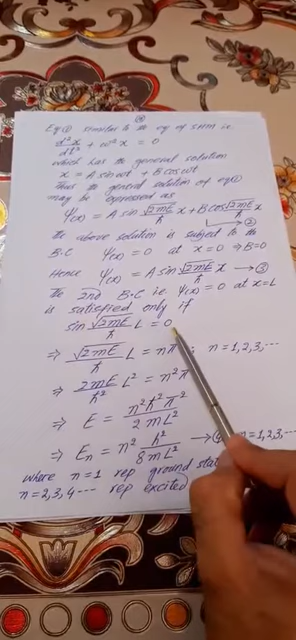 Eq① similar to the eq of SHM i.e
d²x/dt² + ω²x = 0
which has the general solution
x = A sin ωt + B cos ωt
Thus the general solution of eq①
may be expressed as
ψ(x) = A sin √2mE/ħ x + B cos √2mE/ħ x
→ ②
the above solution is subject to the
B.C ψ(x) = 0 at x = 0 ⇒ B = 0
Hence ψ(x) = A sin √2mE/ħ x → ③
The 2nd B.C i.e ψ(x) = 0 at x = L
is satisfied only if
sin √2mE/ħ L = 0
⇒ √2mE/ħ L = nπ ; n = 1,2,3,...
⇒ 2mE/ħ² L² = n²π²
⇒ E = n²ħ²π²/2mL²
⇒ En = n² h²/8mL² → n = 1,2,3,...
where n = 1 rep ground
n = 2,3,4 --- rep excited